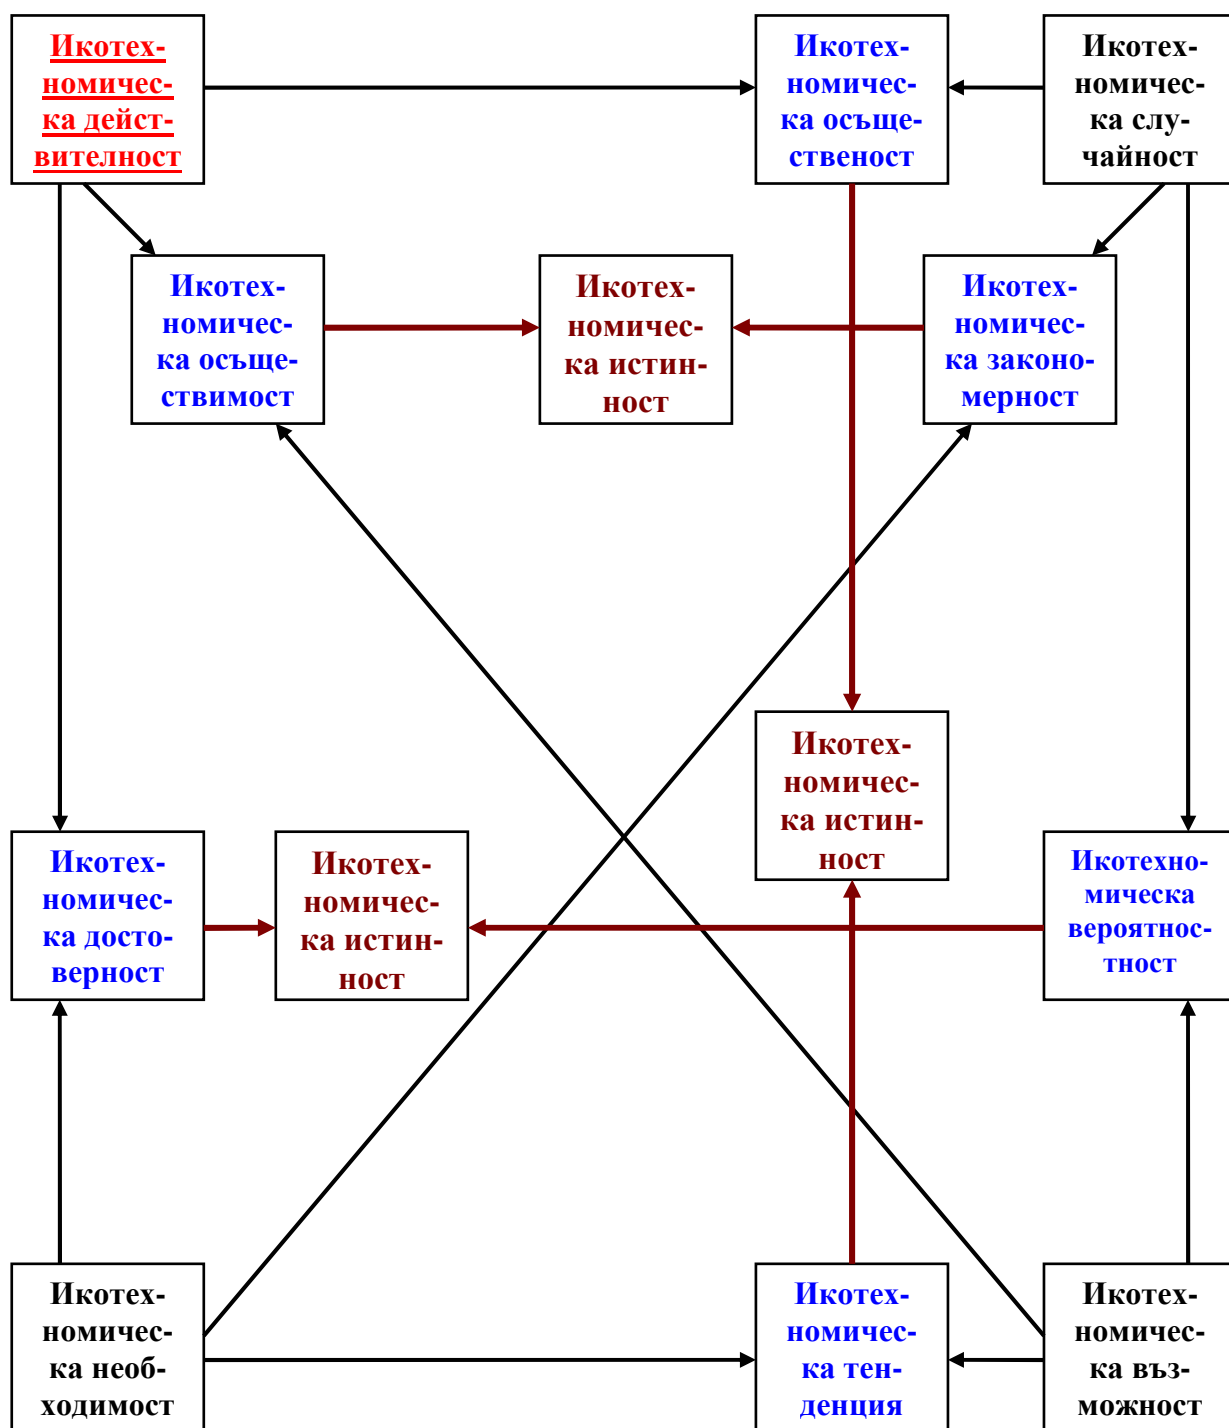 Икотех-
номичес-
ка дейст-
вителност
Икотех-
номичес-
ка осъще-
ственост
Икотех-
номичес-
ка слу-
чайност
Икотех-
номичес-
ка осъще-
ствимост
Икотех-
номичес-
ка истин-
ност
Икотех-
номичес-
ка законо-
мерност
Икотех-
номичес-
ка истин-
ност
Икотех-
номичес-
ка досто-
верност
Икотех-
номичес-
ка истин-
ност
Икотехно-
мическа
вероятнос-
тност
Икотех-
номичес-
ка необ-
ходимост
Икотех-
номичес-
ка тен-
денция
Икотех-
номичес-
ка въз-
можност